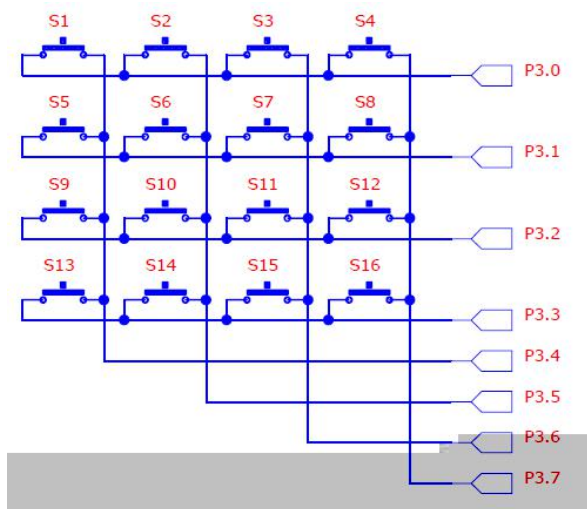 S1 S2 S3 S4
P3.0
S5 S6 S7 S8
P3.1
S9 S10 S11 S12
P3.2
S13 S14 S15 S16
P3.3
P3.4
P3.5
P3.6
P3.7